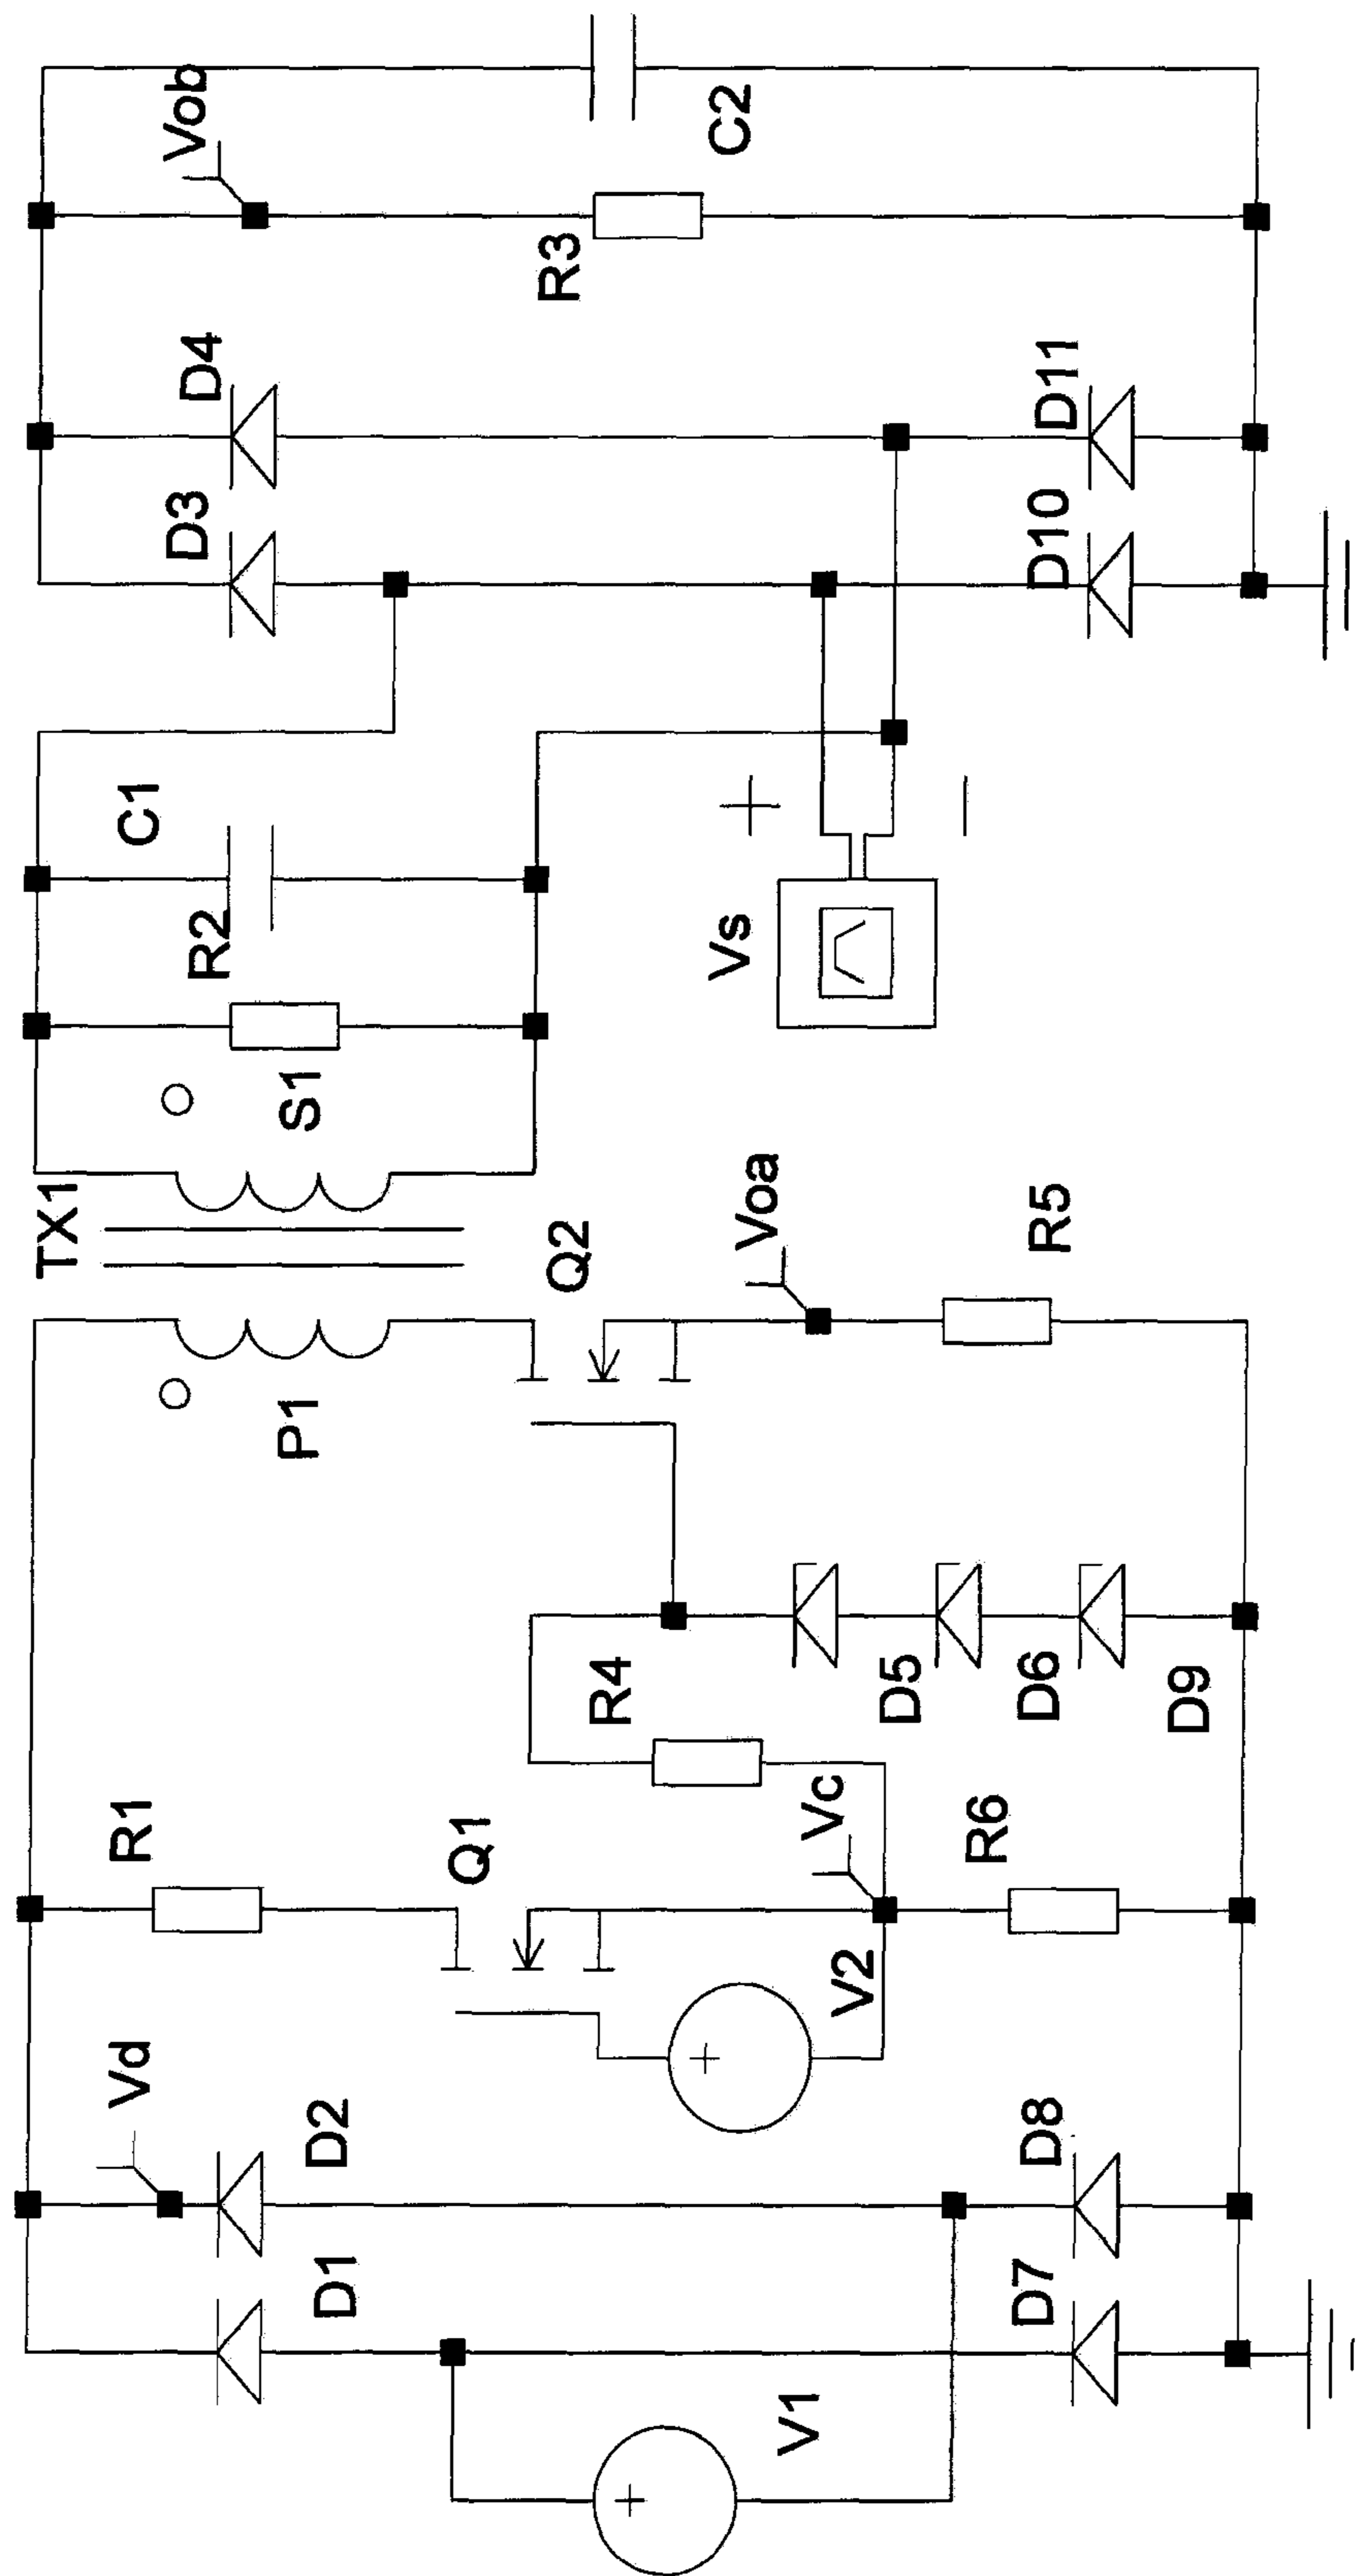 Vob
C2
R3
D4
D11
D3
D10
C1
R2
Vs
+
−
S1
TX1
Q2
Voa
R5
P1
R4
D5
D6
D9
R1
Q1
Vc
R6
V2
+
Vd
D2
D8
D1
D7
V1
+